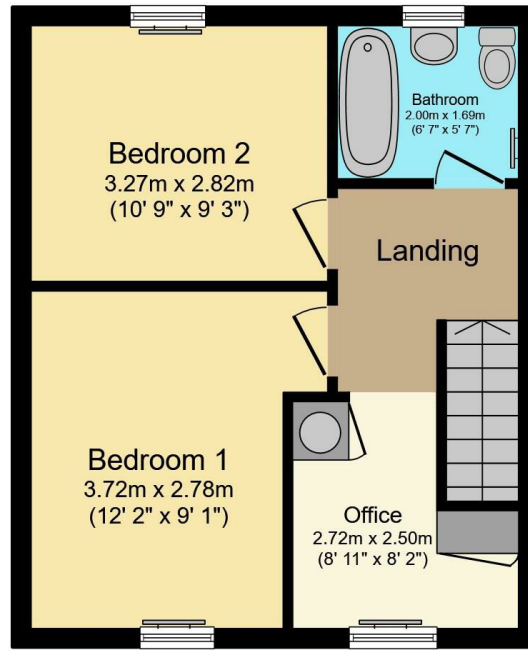 Bedroom 2
3.27m x 2.82m
(10' 9" x 9' 3")
Bathroom
2.00m x 1.69m
(6' 7" x 5' 7")
Landing
Bedroom 1
3.72m x 2.78m
(12' 2" x 9' 1")
Office
2.72m x 2.50m
(8' 11" x 8' 2")